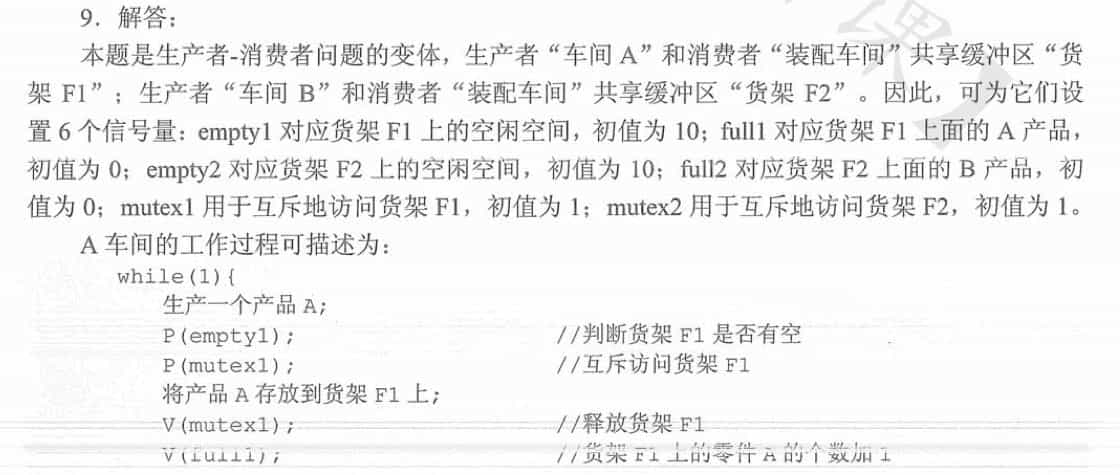 9．解答：
本题是生产者-消费者问题的变体，生产者“车间 A”和消费者“装配车间”共享缓冲区“货
架 F1”；生产者“车间 B”和消费者“装配车间”共享缓冲区“货架 F2”。因此，可为它们设
置 6 个信号量：empty1 对应货架 F1 上的空闲空间，初值为 10；full1 对应货架 F1 上面的 A 产品，
初值为 0；empty2 对应货架 F2 上的空闲空间，初值为 10；full2 对应货架 F2 上面的 B 产品，初
值为 0；mutex1 用于互斥地访问货架 F1，初值为 1；mutex2 用于互斥地访问货架 F2，初值为 1。
A 车间的工作过程可描述为：
while(1){
生产一个产品 A;
P(empty1); //判断货架 F1 是否有空
P(mutex1); //互斥访问货架 F1
将产品 A 存放到货架 F1 上;
V(mutex1); //释放货架 F1
V(full1); //货架 F1 上的零件 A 的个数加 1
课